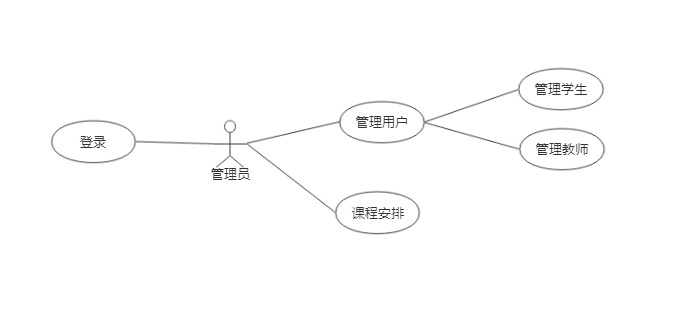 登录
管理员
管理用户
课程安排
管理学生
管理教师